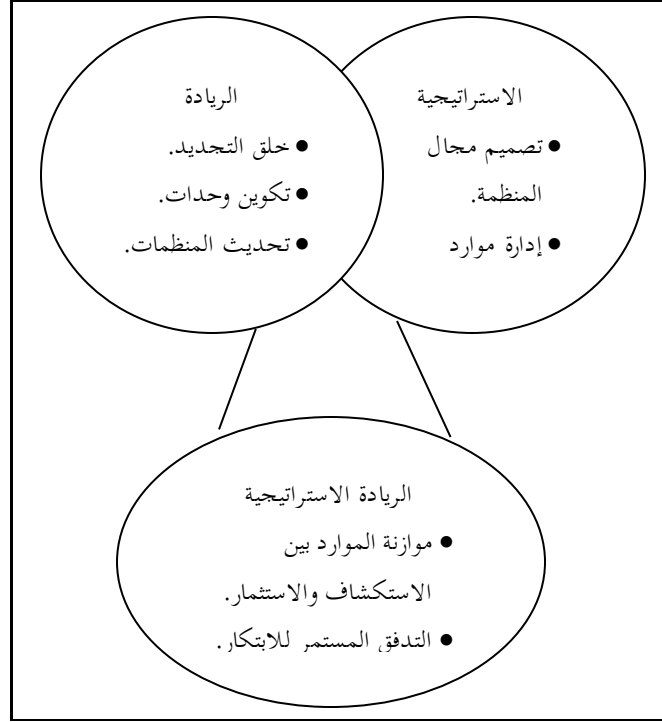 الاستراتيجية
● تصميم مجال
المنظمة.
● إدارة موارد
الريادة
● خلق التجديد.
● تكوين وحدات.
● تحديث المنظمات.
الريادة الاستراتيجية
● موازنة الموارد بين
الاستكشاف والاستثمار.
● التدفق المستمر للابتكار.